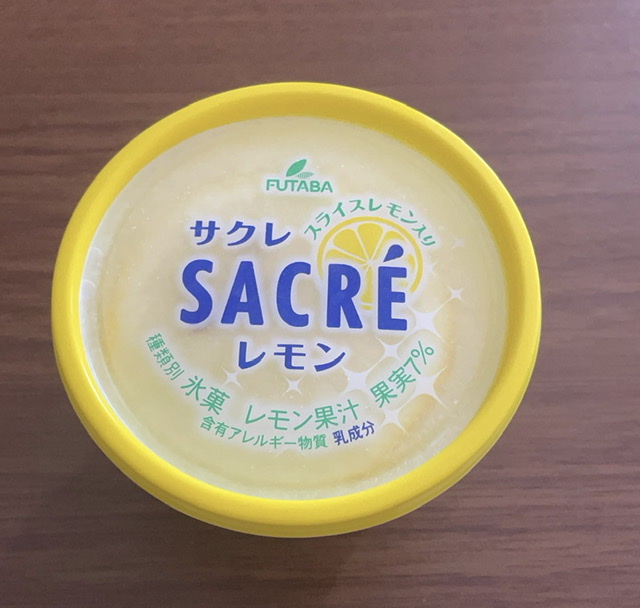 FUTABA
スライスレモン入り
サクレ
SACRÉ
レモン
種類別 氷菓 レモン果汁 果実7%
含有アレルギー物質 乳成分